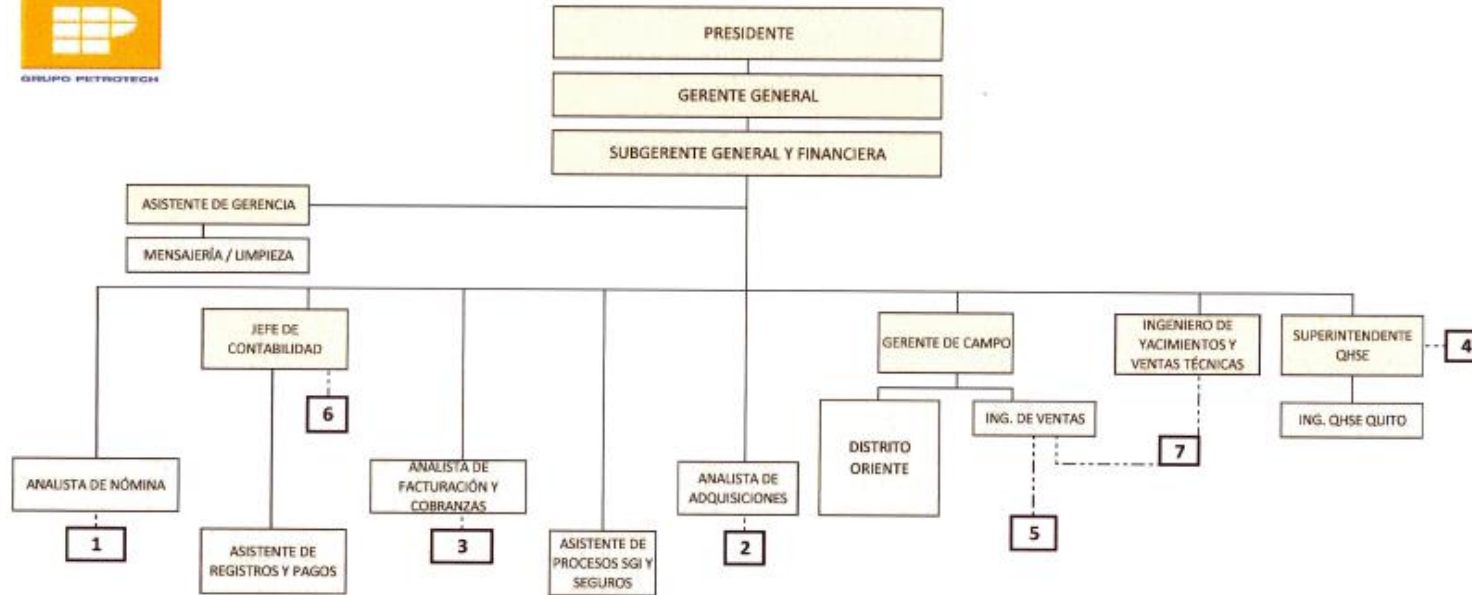 GRUPO PETROTECH
PRESIDENTE
GERENTE GENERAL
SUBGERENTE GENERAL Y FINANCIERA
ASISTENTE DE GERENCIA
MENSAJERÍA / LIMPIEZA
JEFE DE
CONTABILIDAD
6
GERENTE DE CAMPO
INGENIERO DE
YACIMIENTOS Y
VENTAS TÉCNICAS
SUPERINTENDENTE
QHSE
4
DISTRITO
ORIENTE
ING. DE VENTAS
ING. QHSE QUITO
7
5
ANALISTA DE NÓMINA
1
ANALISTA DE
FACTURACIÓN Y
COBRANZAS
3
ANALISTA DE
ADQUISICIONES
2
ASISTENTE DE
REGISTROS Y PAGOS
ASISTENTE DE
PROCESOS SGI Y
SEGUROS